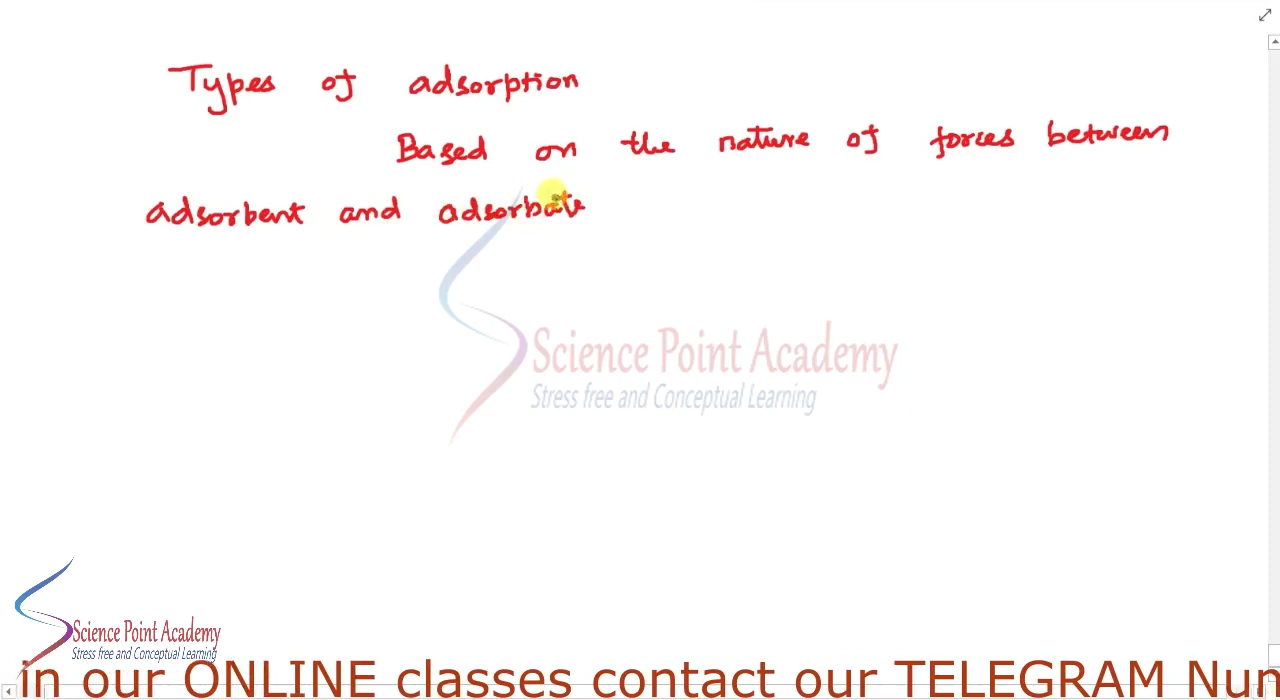 Types of adsorption
Based on the nature of forces between
adsorbent and adsorbate
Science Point Academy
Stress free and Conceptual Learning
Science Point Academy
Stress free and Conceptual Learning
in our ONLINE classes contact our TELEGRAM Num